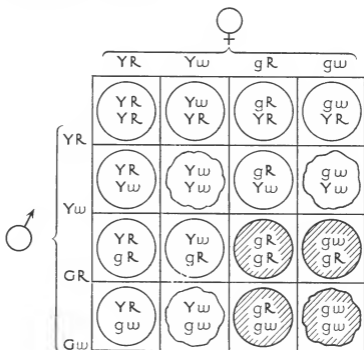 ♀
YR Yw gR gw
YR
YR Yw gR gw
YR YR YR YR
Yw
YR Yw gR gw
Yw Yw Yw Yw
♂
GR
YR Yw gR gw
gR gR gR gR
Gw
YR Yw gR gw
gw gw gw gw